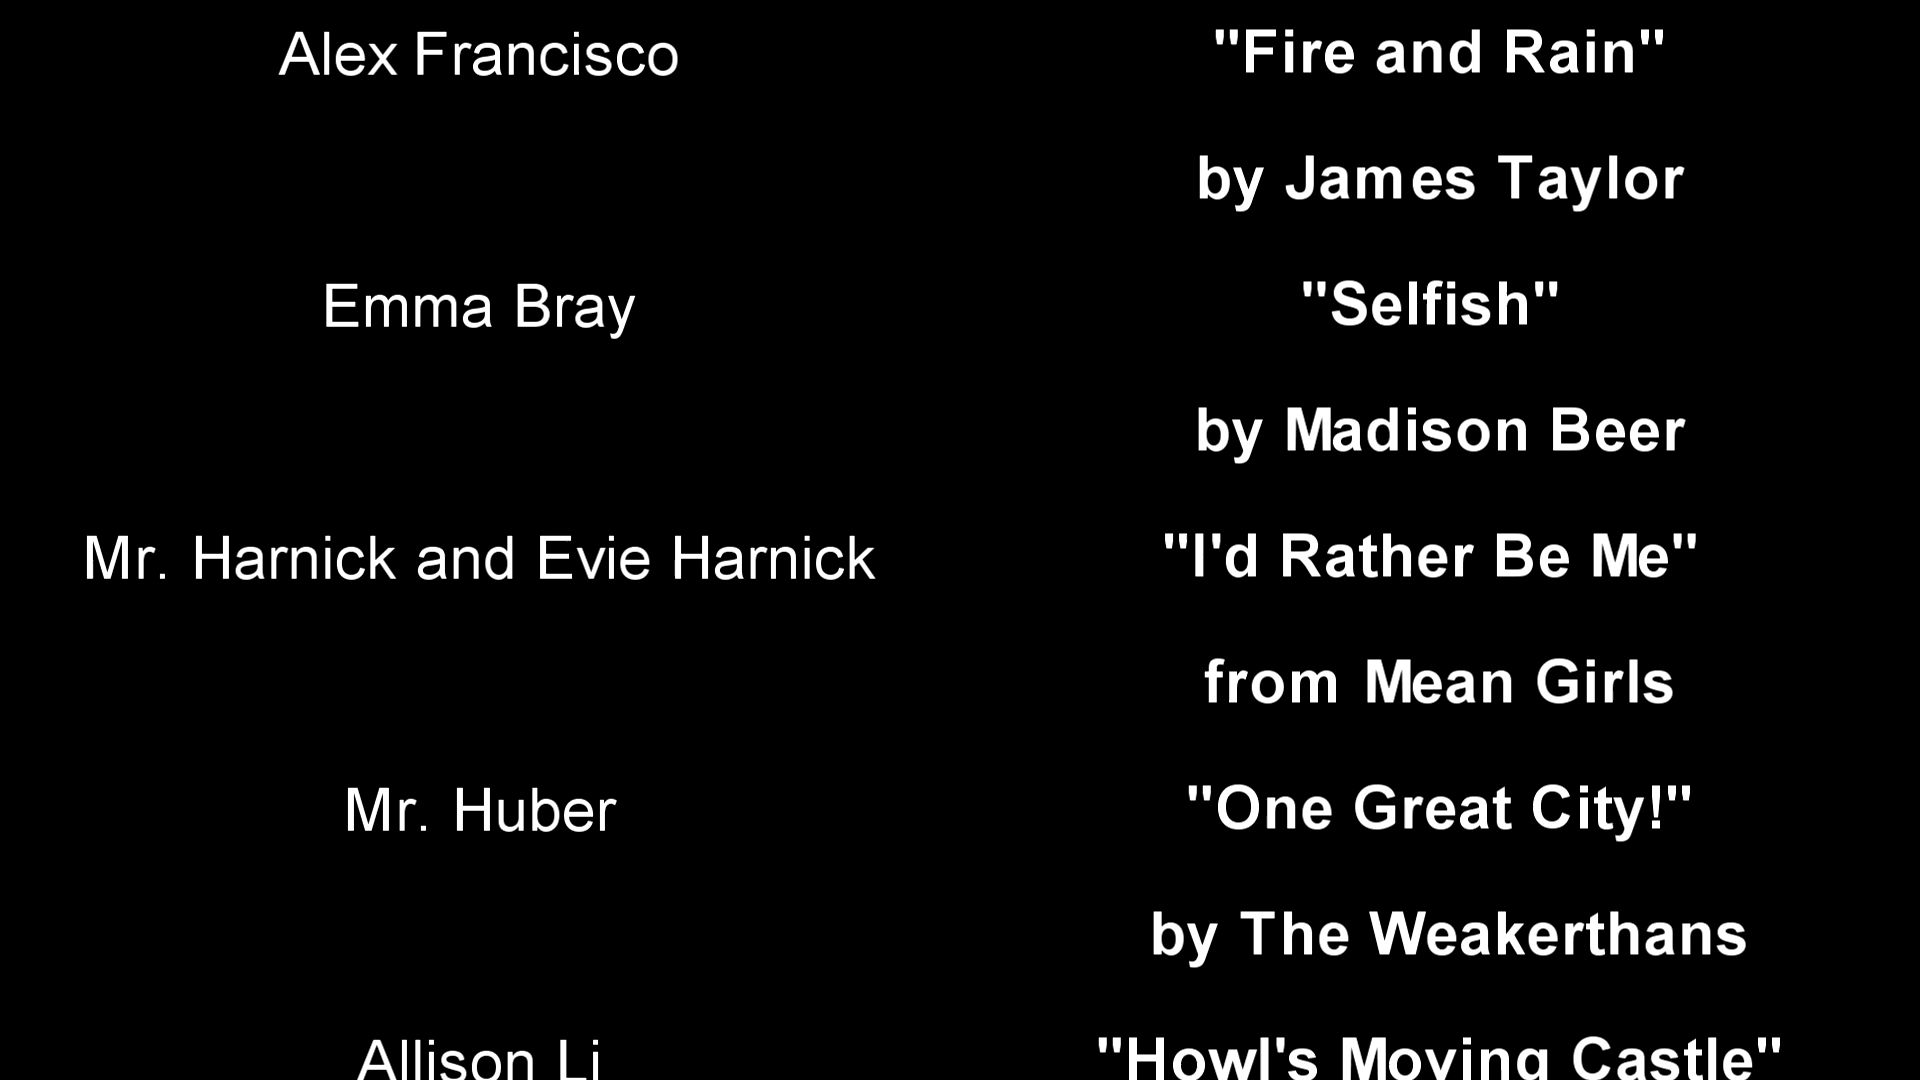 Alex Francisco "Fire and Rain"
by James Taylor
Emma Bray "Selfish"
by Madison Beer
Mr. Harnick and Evie Harnick "I'd Rather Be Me"
from Mean Girls
Mr. Huber "One Great City!"
by The Weakerthans
Allison Li "Howl's Moving Castle"